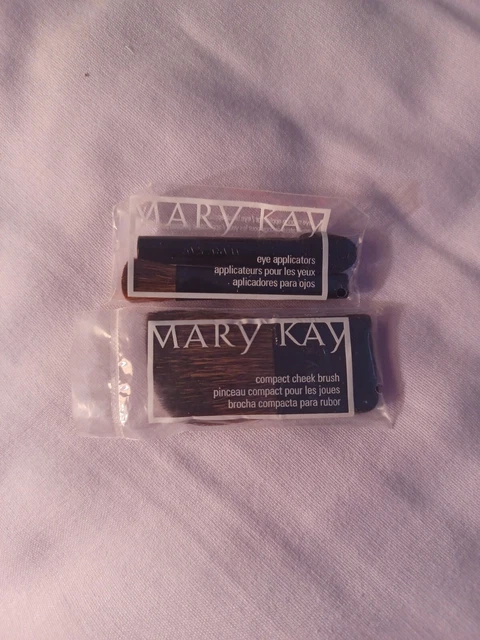 MARY KAY
eye applicators
applicateurs pour les yeux
aplicadores para ojos
MARY KAY
compact cheek brush
pinceau compact pour les joues
brocha compacta para rubor